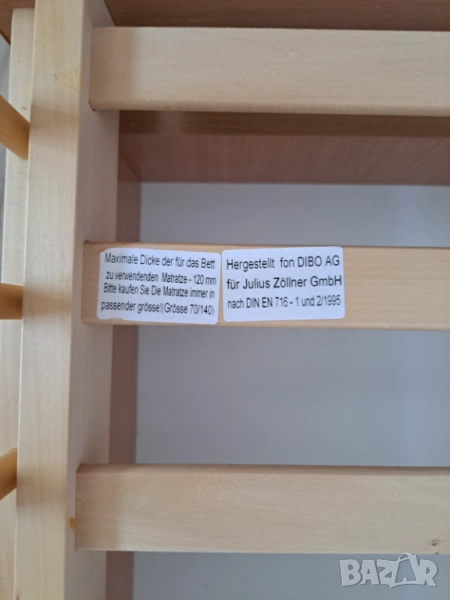 Maximale Dicke der für das Bett
zu verwendenden Matratze - 120 mm
Bitte kaufen Sie Die Matratze immer in
passender grösse!(Grösse 70/140)
Hergestellt fon DIBO AG
für Julius Zöllner GmbH
nach DIN EN 716 - 1 und 2/1995
BAZAR